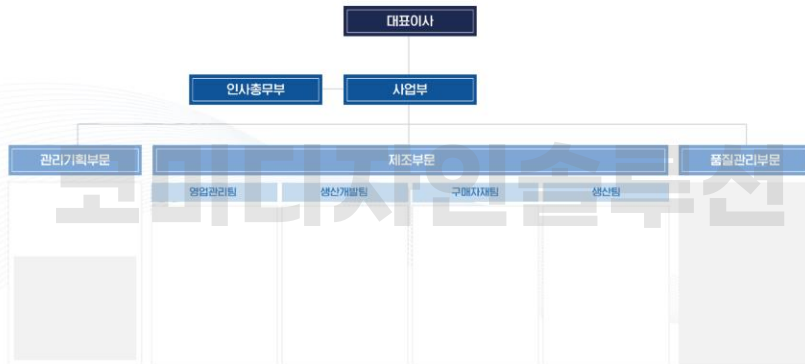 대표이사
인사총무부
사업부
관리기획부문
제조부문
품질관리부문
영업관리팀
생산개발팀
구매자재팀
생산팀
코미디자인솔루션